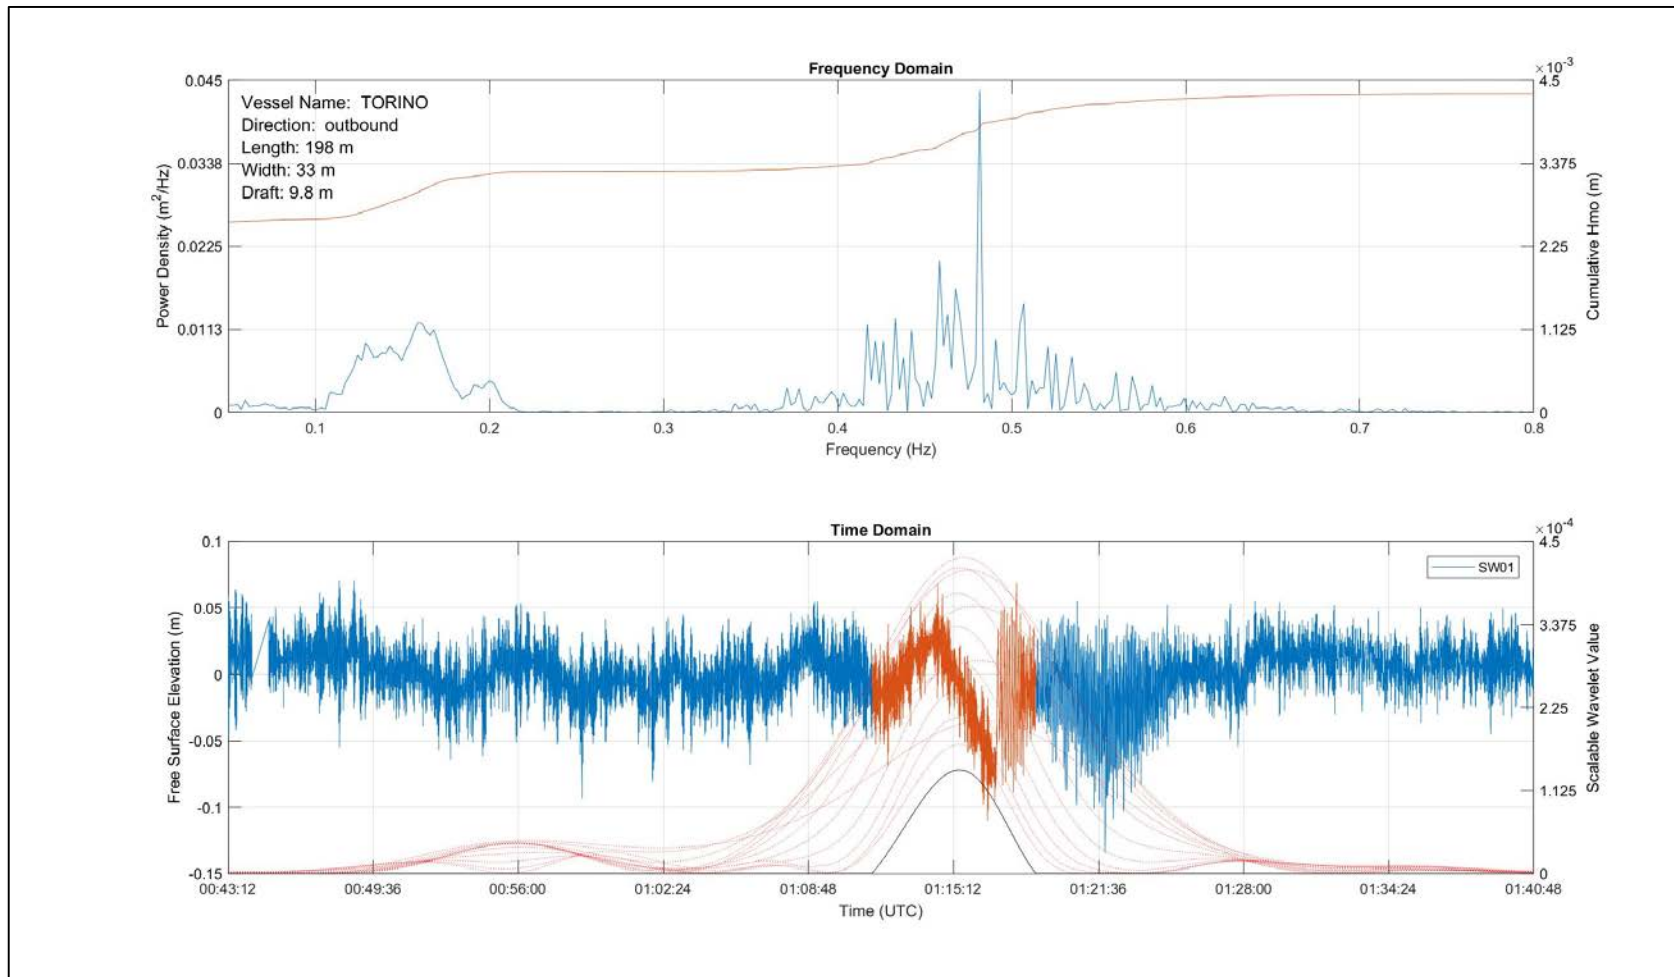 Frequency Domain
×10⁻³
Vessel Name: TORINO
Direction: outbound
Length: 198 m
Width: 33 m
Draft: 9.8 m
0.045
0.0338
0.0225
0.0113
0
Power Density (m²/Hz)
4.5
3.375
2.25
1.125
0
Cumulative Hmo (m)
0.1 0.2 0.3 0.4 0.5 0.6 0.7 0.8
Frequency (Hz)
Time Domain
×10⁻⁴
SW01
0.1
0.05
0
-0.05
-0.1
-0.15
Free Surface Elevation (m)
4.5
3.375
2.25
1.125
0
Scalable Wavelet Value
00:43:12 00:49:36 00:56:00 01:02:24 01:08:48 01:15:12 01:21:36 01:28:00 01:34:24 01:40:48
Time (UTC)